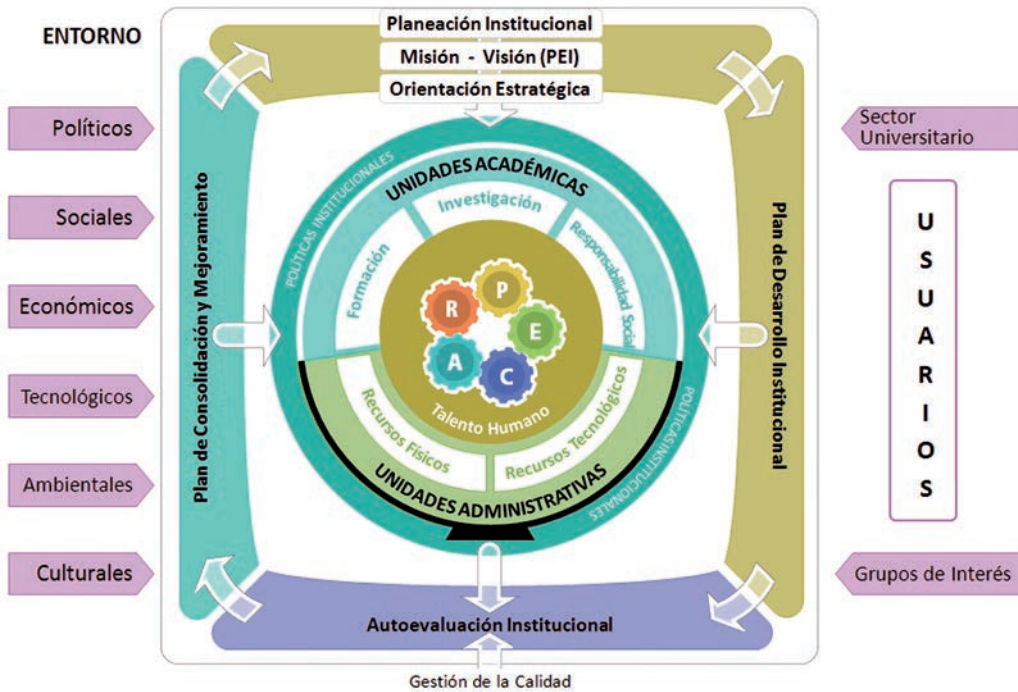 ENTORNO
Planeación Institucional
Misión - Visión (PEI)
Orientación Estratégica
Políticos
Sociales
Económicos
Tecnológicos
Ambientales
Culturales
Plan de Consolidación y Mejoramiento
POLÍTICAS INSTITUCIONALES
UNIDADES ACADÉMICAS
Formación
Investigación
Responsabilidad Social
R
P
E
A
C
Talento Humano
Recursos Físicos
Recursos Tecnológicos
UNIDADES ADMINISTRATIVAS
POLÍTICAS INSTITUCIONALES
Plan de Desarrollo Institucional
Sector
Universitario
USUARIOS
Grupos de Interés
Autoevaluación Institucional
Gestión de la Calidad